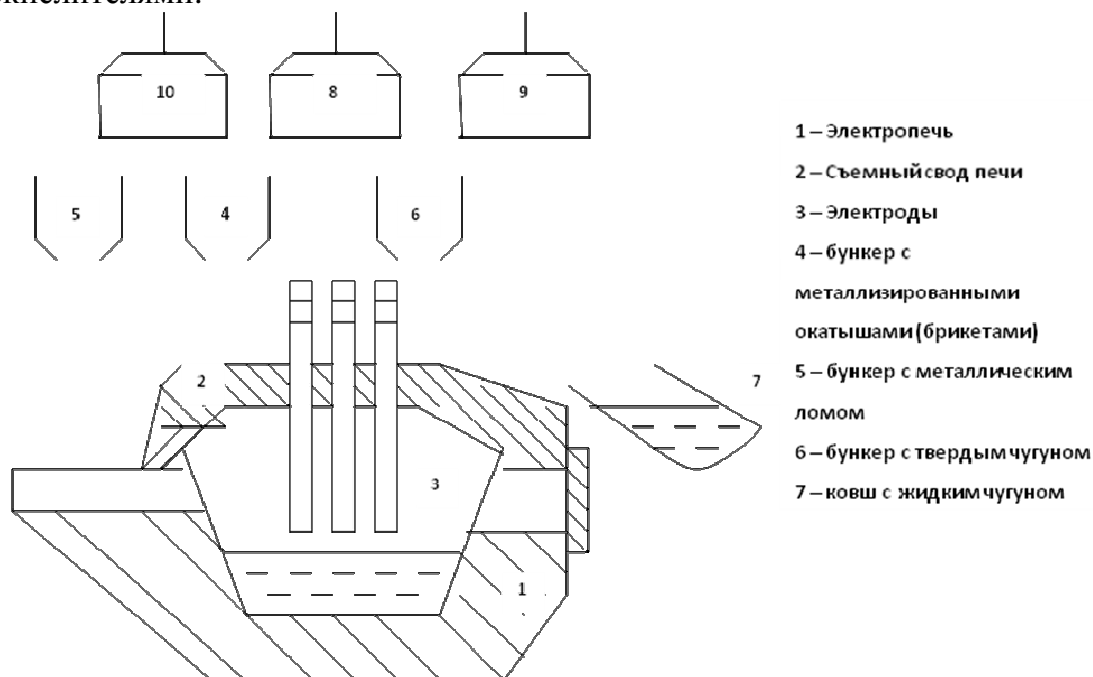 10 8 9
5 4 6
2 7
3
1
1 – Электропечь
2 – Съемный свод печи
3 – Электроды
4 – бункер с
металлизированными
окатышами (брикетами)
5 – бункер с металлическим
ломом
6 – бункер с твердым чугуном
7 – ковш с жидким чугуном